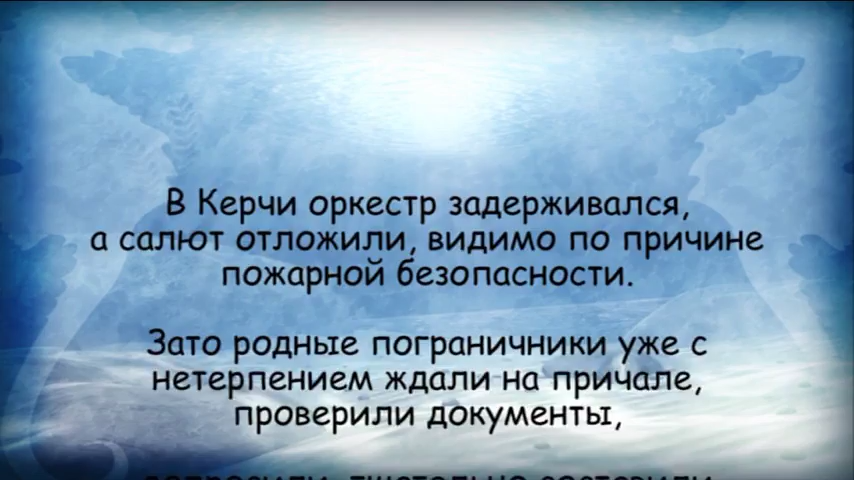 В Керчи оркестр задерживался,
а салют отложили, видимо по причине
пожарной безопасности.
Зато родные пограничники уже с
нетерпением ждали на причале,
проверили документы,